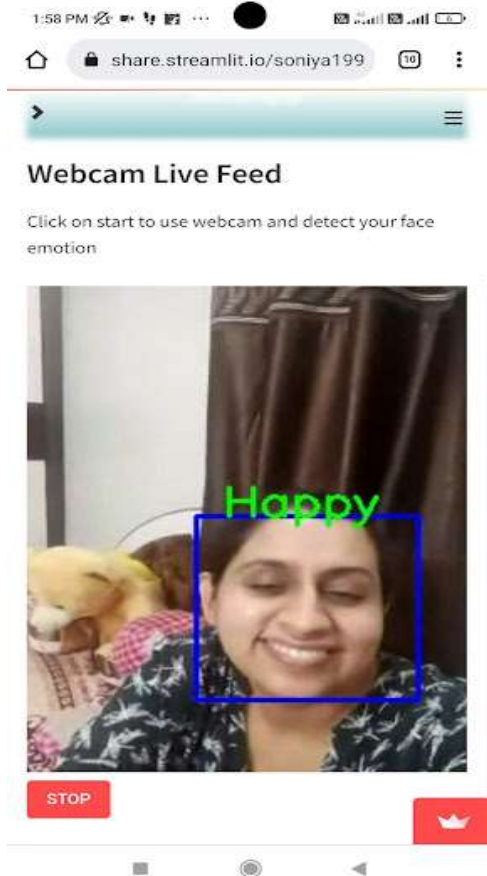 1:58 PM
share.streamlit.io/soniya199
10
Webcam Live Feed
Click on start to use webcam and detect your face
emotion
Happy
STOP